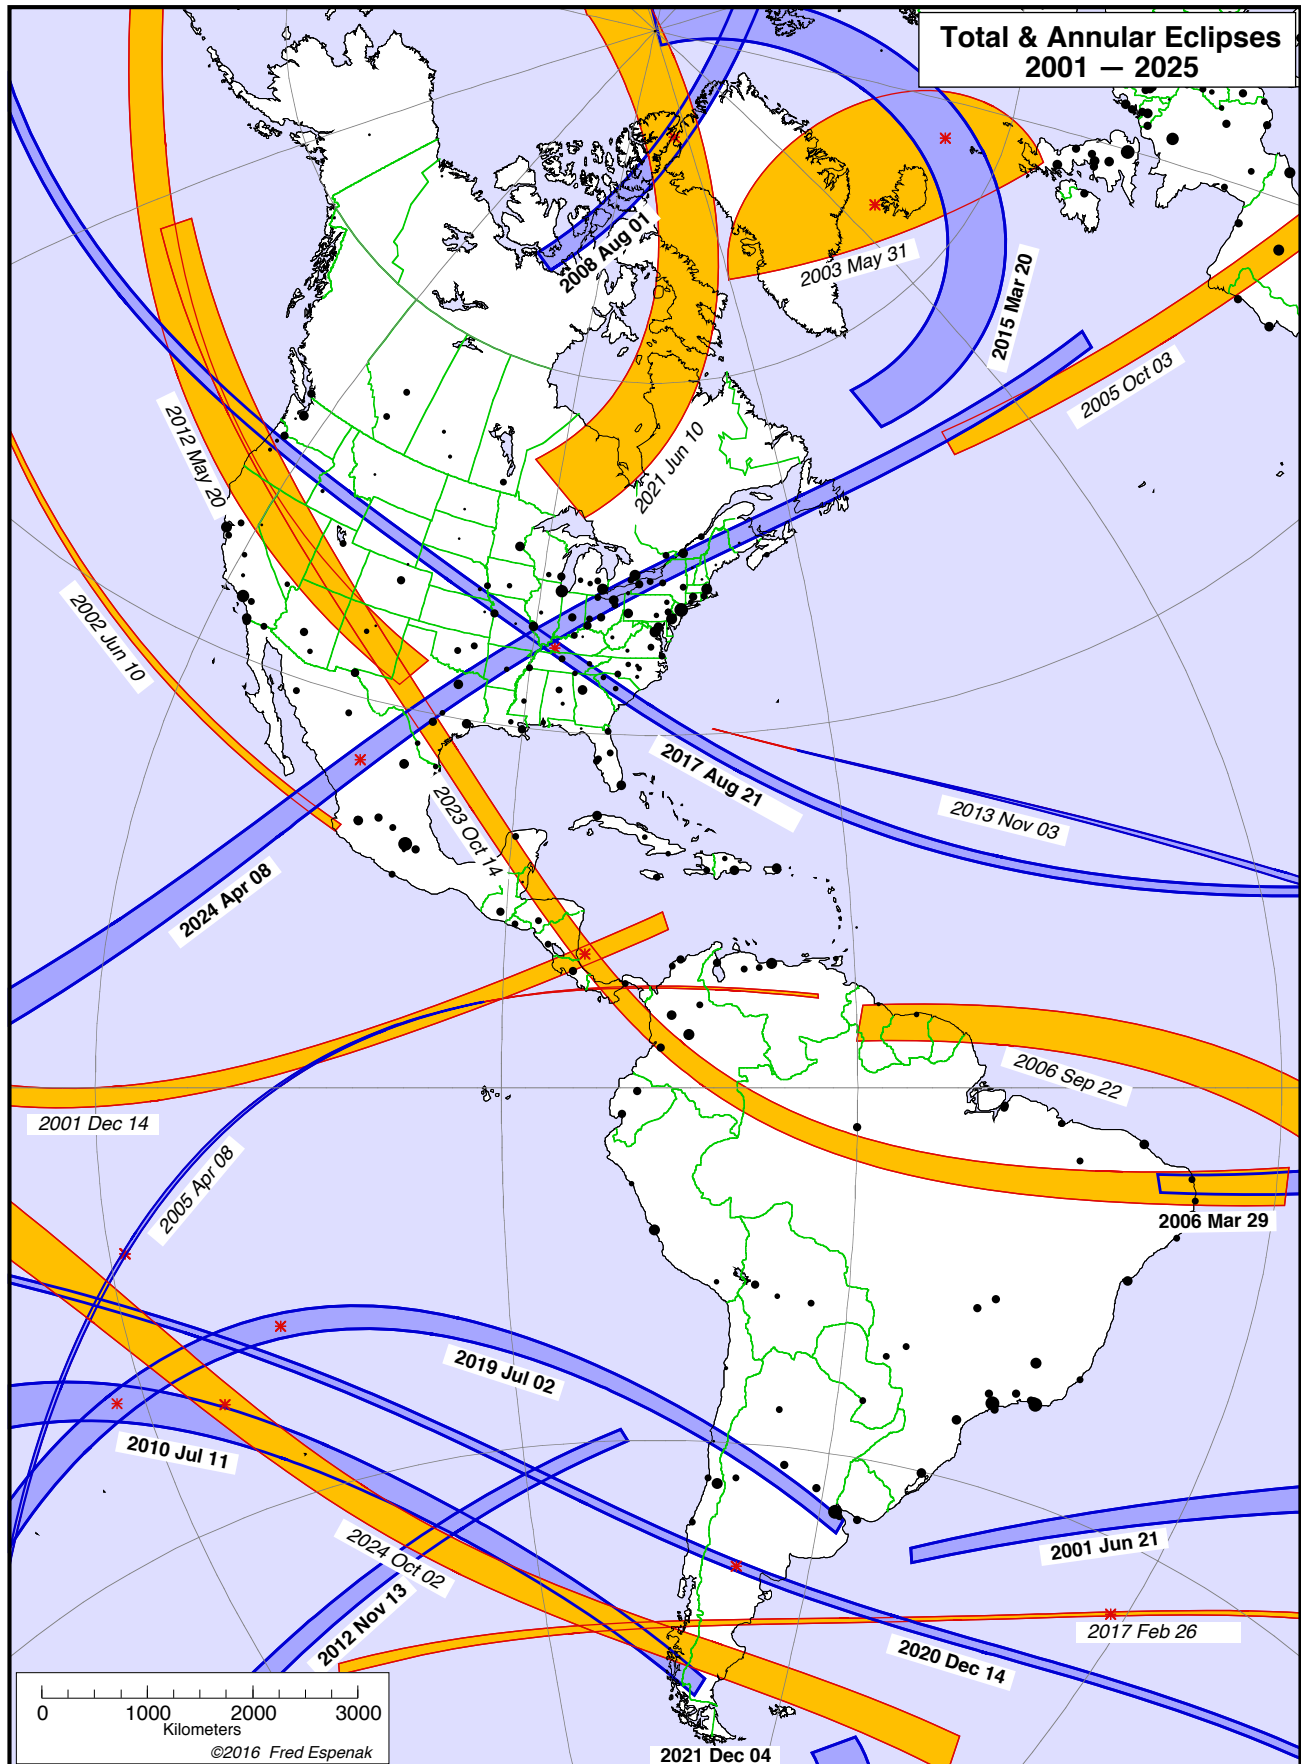 Total & Annular Eclipses
2001 — 2025
2008 Aug 01
2003 May 31
2015 Mar 20
2005 Oct 03
2012 May 20
2021 Jun 10
2002 Jun 10
2017 Aug 21
2013 Nov 03
2023 Oct 14
2024 Apr 08
2006 Sep 22
2001 Dec 14
2005 Apr 08
2006 Mar 29
2019 Jul 02
2010 Jul 11
2024 Oct 02
2001 Jun 21
2012 Nov 13
2017 Feb 26
2020 Dec 14
0 1000 2000 3000
Kilometers
©2016 Fred Espenak
2021 Dec 04